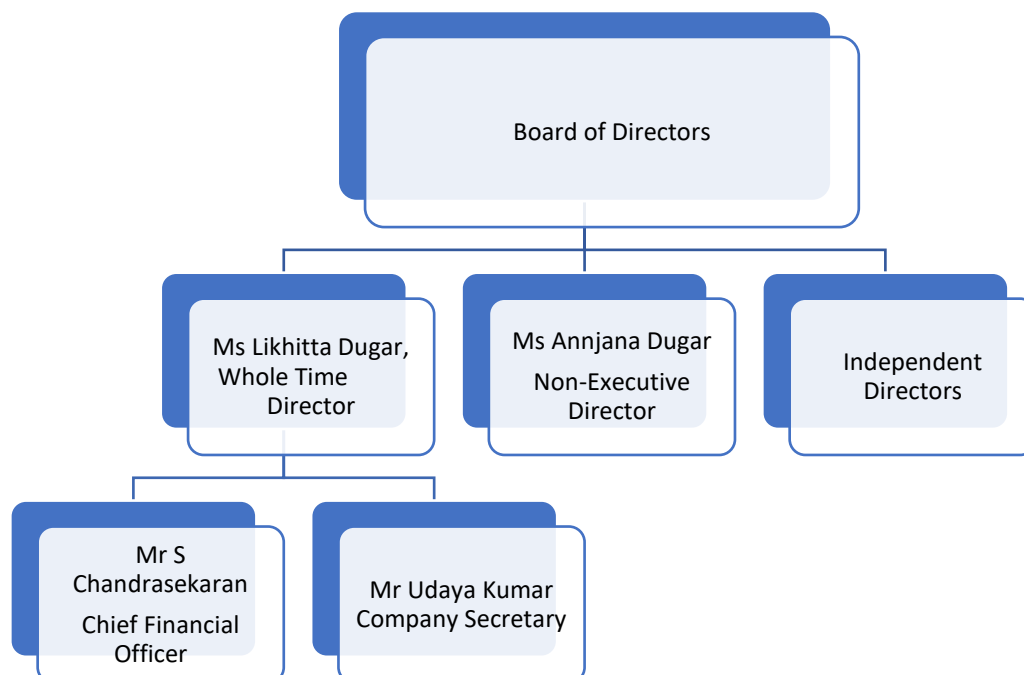 Board of Directors
Ms Likhitta Dugar,
Whole Time
Director
Ms Annjana Dugar
Non-Executive
Director
Independent
Directors
Mr S
Chandrasekaran
Chief Financial
Officer
Mr Udaya Kumar
Company Secretary